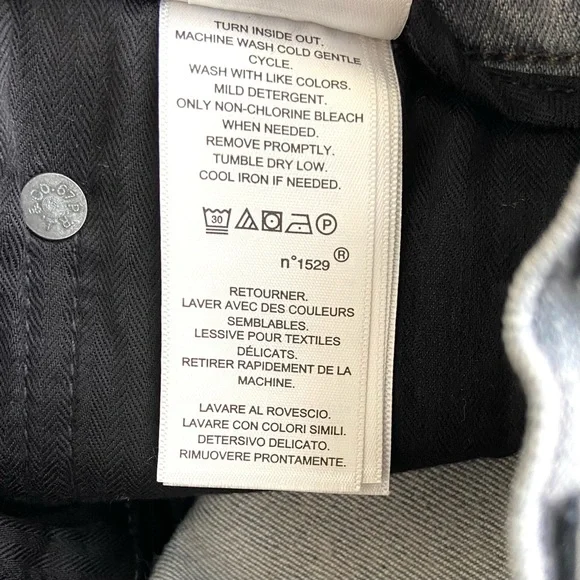 TURN INSIDE OUT.
MACHINE WASH COLD GENTLE
CYCLE.
WASH WITH LIKE COLORS.
MILD DETERGENT.
ONLY NON-CHLORINE BLEACH
WHEN NEEDED.
REMOVE PROMPTLY.
TUMBLE DRY LOW.
COOL IRON IF NEEDED.
30 P
n°1529 ®
RETOURNER.
LAVER AVEC DES COULEURS
SEMBLABLES.
LESSIVE POUR TEXTILES
DÉLICATS.
RETIRER RAPIDEMENT DE LA
MACHINE.
LAVARE AL ROVESCIO.
LAVARE CON COLORI SIMILI.
DETERSIVO DELICATO.
RIMUOVERE PRONTAMENTE.